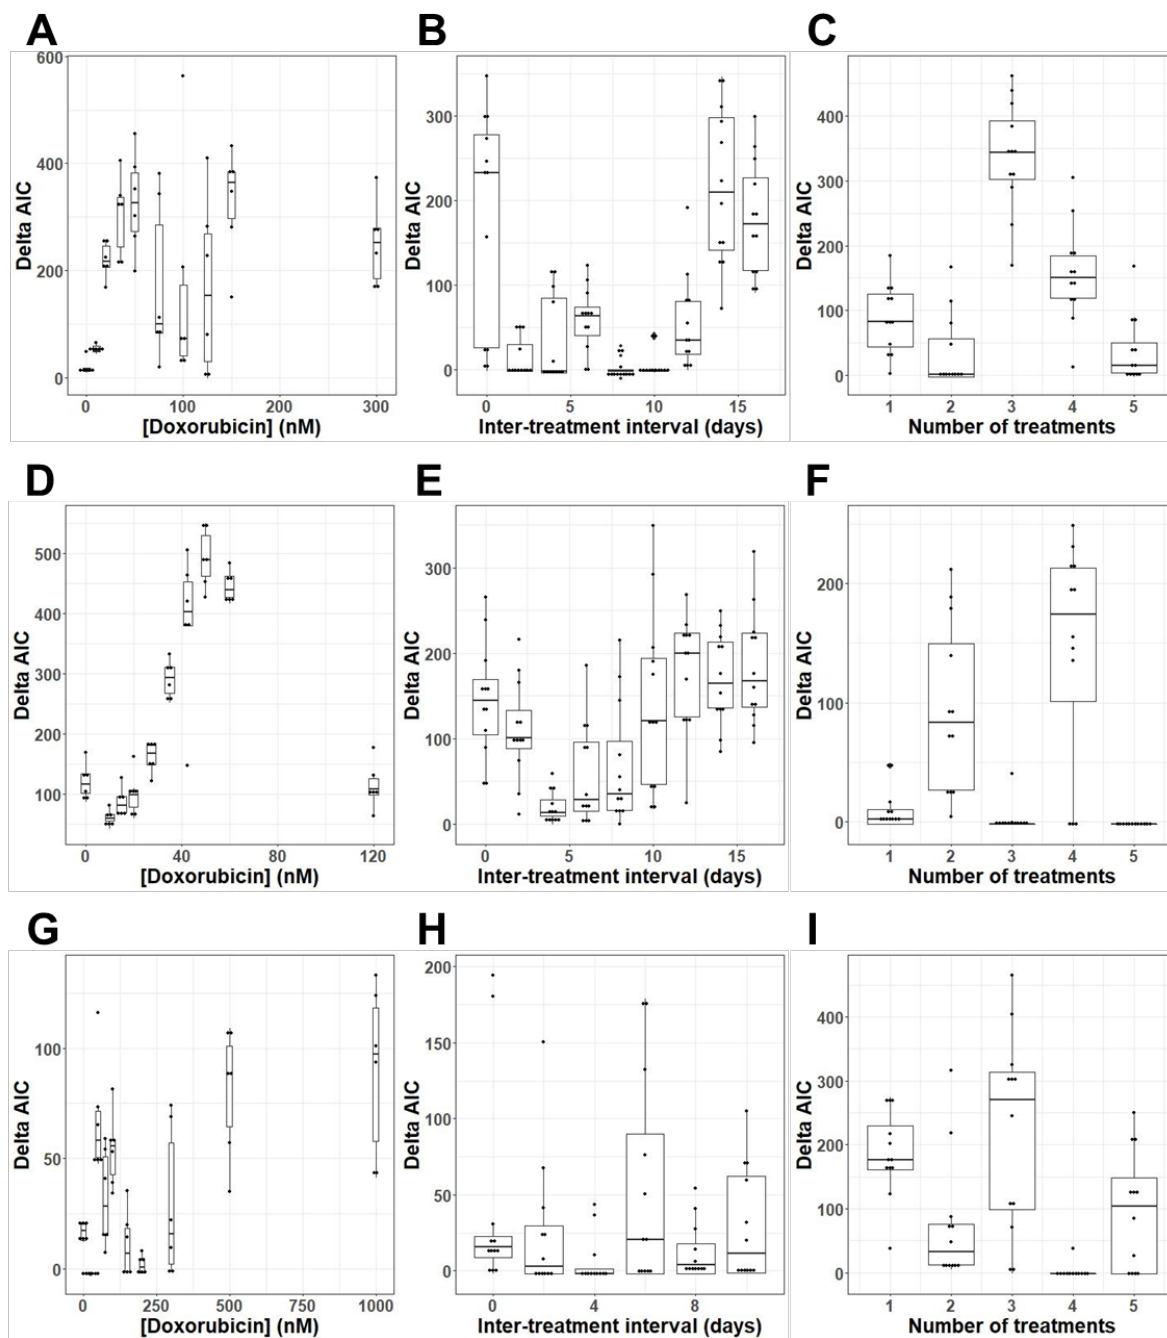 A B C
600
400
200
0
Delta AIC
0 100 200 300
[Doxorubicin] (nM)
300
200
100
0
Delta AIC
0 5 10 15
Inter-treatment interval (days)
400
300
200
100
0
Delta AIC
1 2 3 4 5
Number of treatments
D E F
500
400
300
200
100
Delta AIC
0 40 80 120
[Doxorubicin] (nM)
300
200
100
0
Delta AIC
0 5 10 15
Inter-treatment interval (days)
200
100
0
Delta AIC
1 2 3 4 5
Number of treatments
G H I
100
50
0
Delta AIC
0 250 500 750 1000
[Doxorubicin] (nM)
200
150
100
50
0
Delta AIC
0 4 8
Inter-treatment interval (days)
400
300
200
100
0
Delta AIC
1 2 3 4 5
Number of treatments